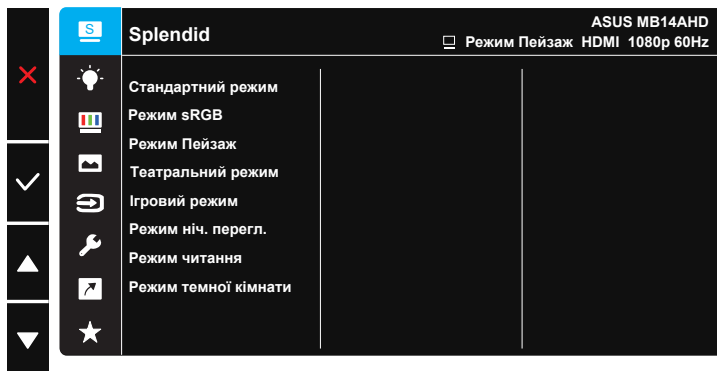 S
Splendid
ASUS MB14AHD
Режим Пейзаж HDMI 1080p 60Hz
Стандартний режим
Режим sRGB
Режим Пейзаж
Театральний режим
Ігровий режим
Режим ніч. перегл.
Режим читання
Режим темної кімнати